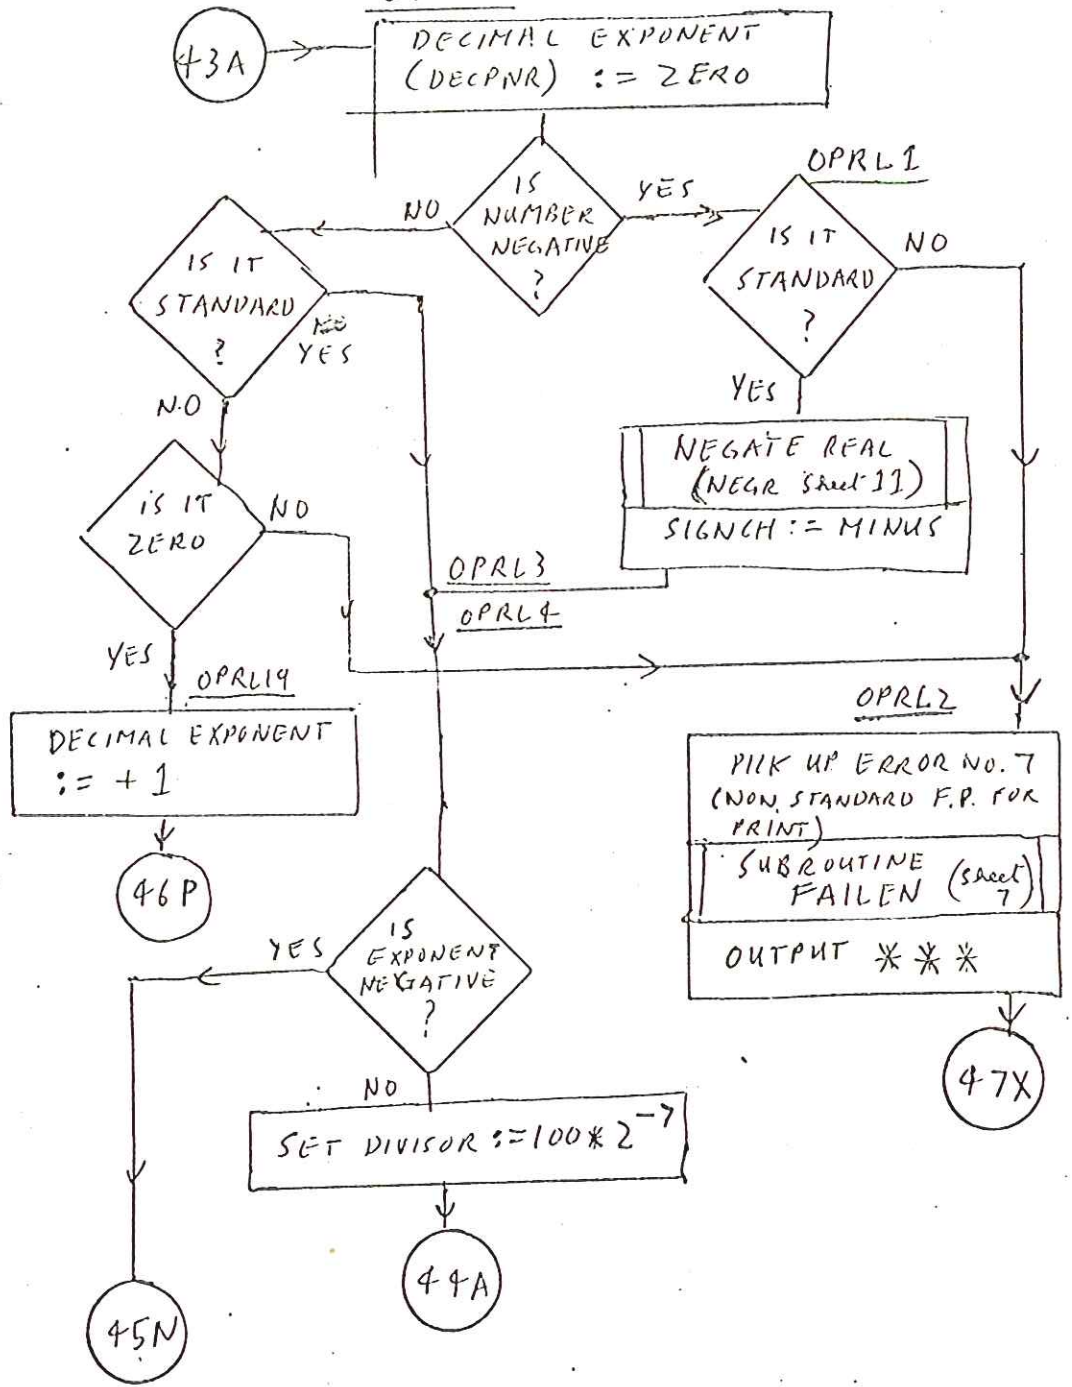 43A
DECIMAL EXPONENT
(DECPNR) := ZERO
IS
NUMBER
NEGATIVE
?
NO
YES
OPRL1
IS IT
STANDARD
?
NO
YES
IS IT
STANDARD
?
YES
NO
NEGATE REAL
(NEGR sheet 11)
SIGNCH := MINUS
iS IT
ZERO
NO
YES
OPRL3
OPRL4
OPRL19
DECIMAL EXPONENT
:= + 1
46P
OPRL2
PICK UP ERROR NO. 7
(NON STANDARD F.P. FOR
PRINT)
SUBROUTINE
FAILEN (sheet
7)
OUTPUT * * *
47X
IS
EXPONENT
NEGATIVE
?
YES
NO
SET DIVISOR := 100 * 2^-7
44A
45N